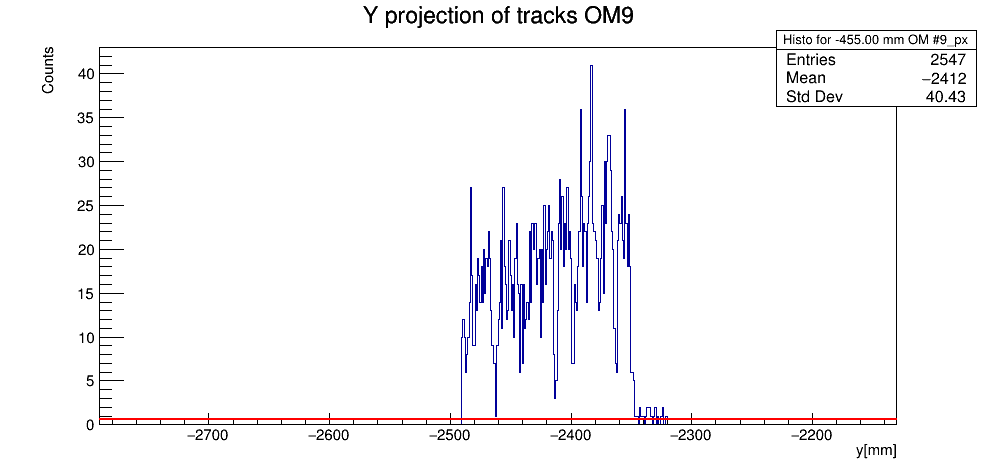 Y projection of tracks OM9
Histo for -455.00 mm OM #9_px
Entries 2547
Mean −2412
Std Dev 40.43
Counts
40
35
30
25
20
15
10
5
0
−2700 −2600 −2500 −2400 −2300 −2200
y[mm]